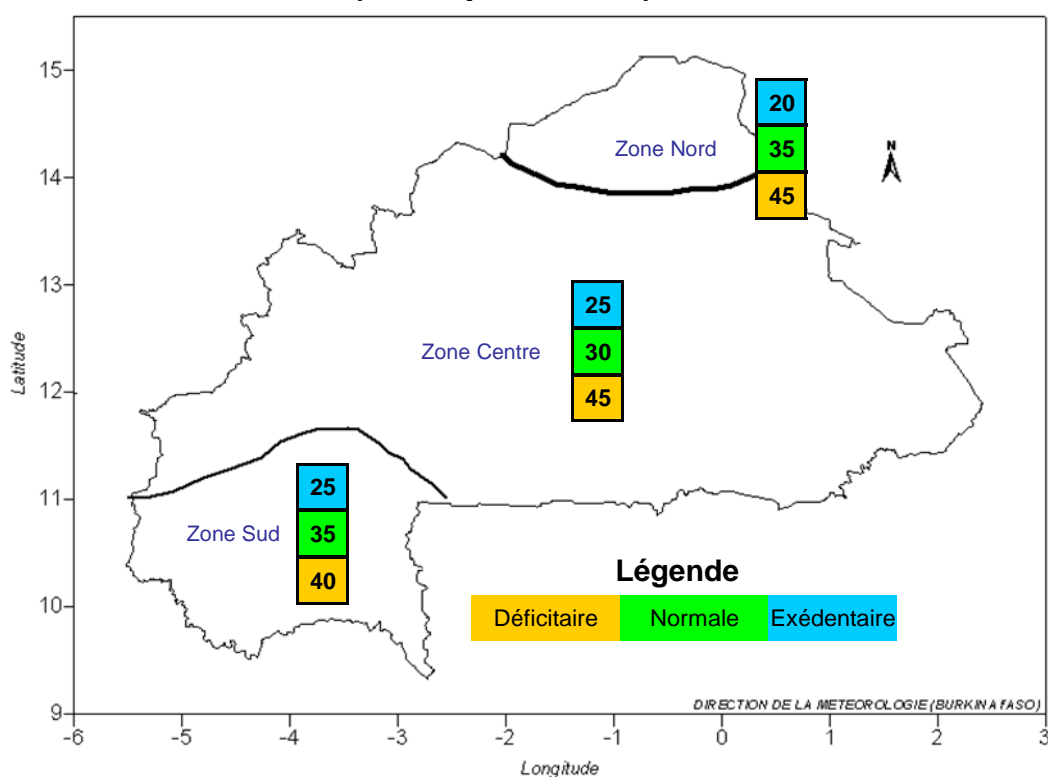 15
20
N
Zone Nord
35
14
45
13
25
Zone Centre
30
Latitude
12
45
11
25
Zone Sud
35
Légende
40
10
Déficitaire Normale Exédentaire
DIRECTION DE LA METEOROLOGIE (BURKINA fASO)
9
-6 -5 -4 -3 -2 -1 0 1 2 3
Longitude